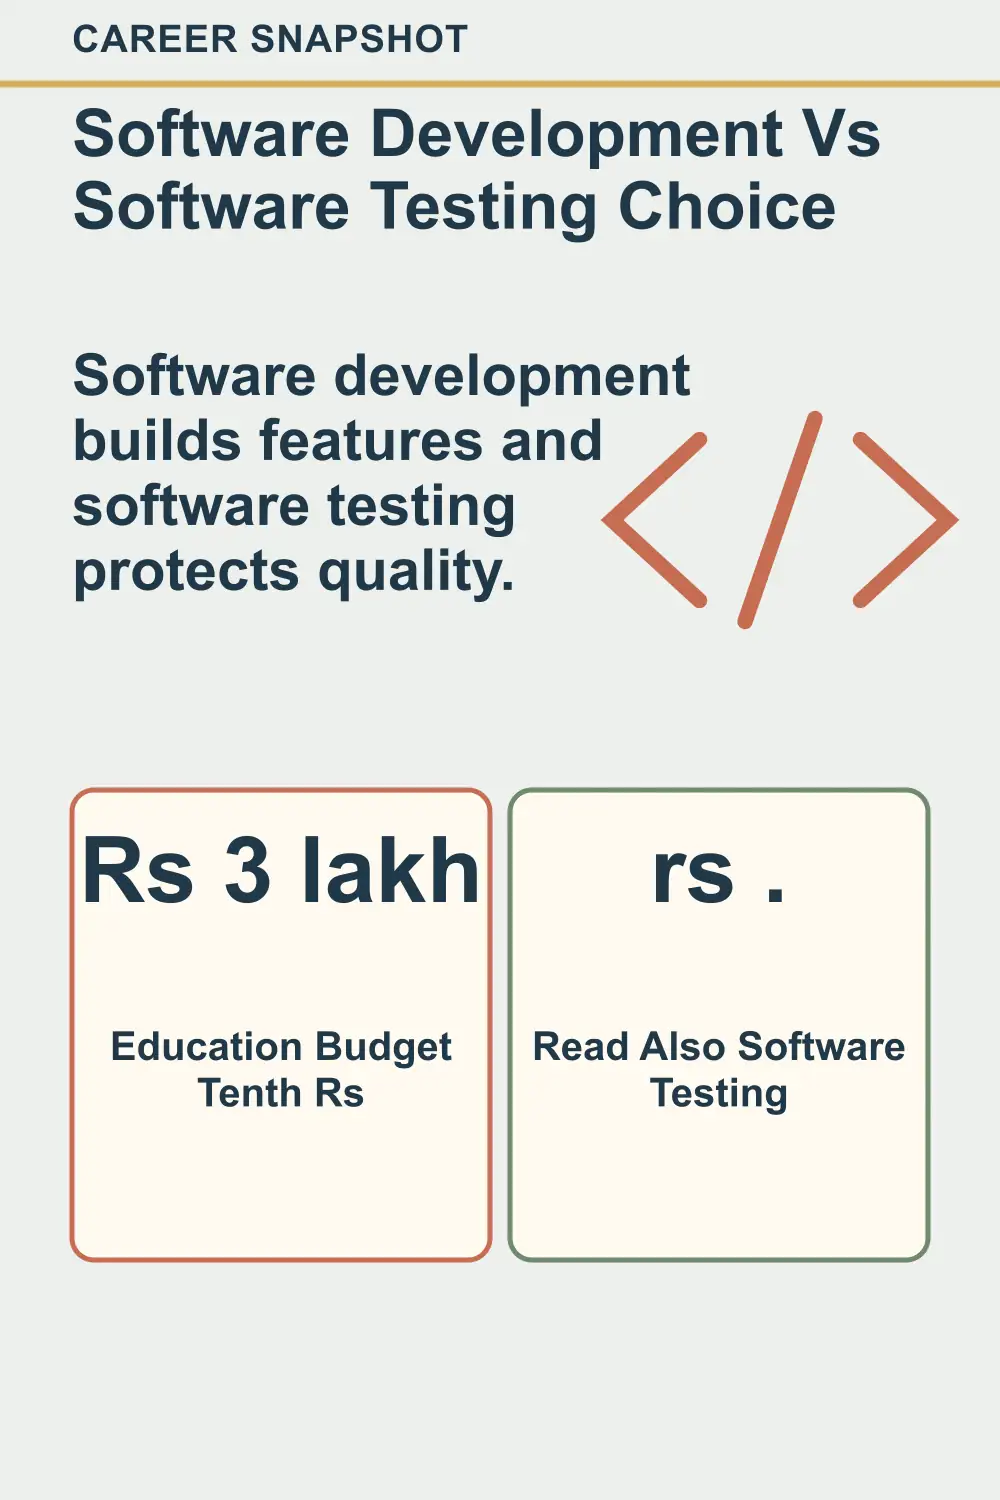 CAREER SNAPSHOT
Software Development Vs
Software Testing Choice
Software development
builds features and
software testing
protects quality.
Rs 3 lakh
Education Budget
Tenth Rs
rs .
Read Also Software
Testing